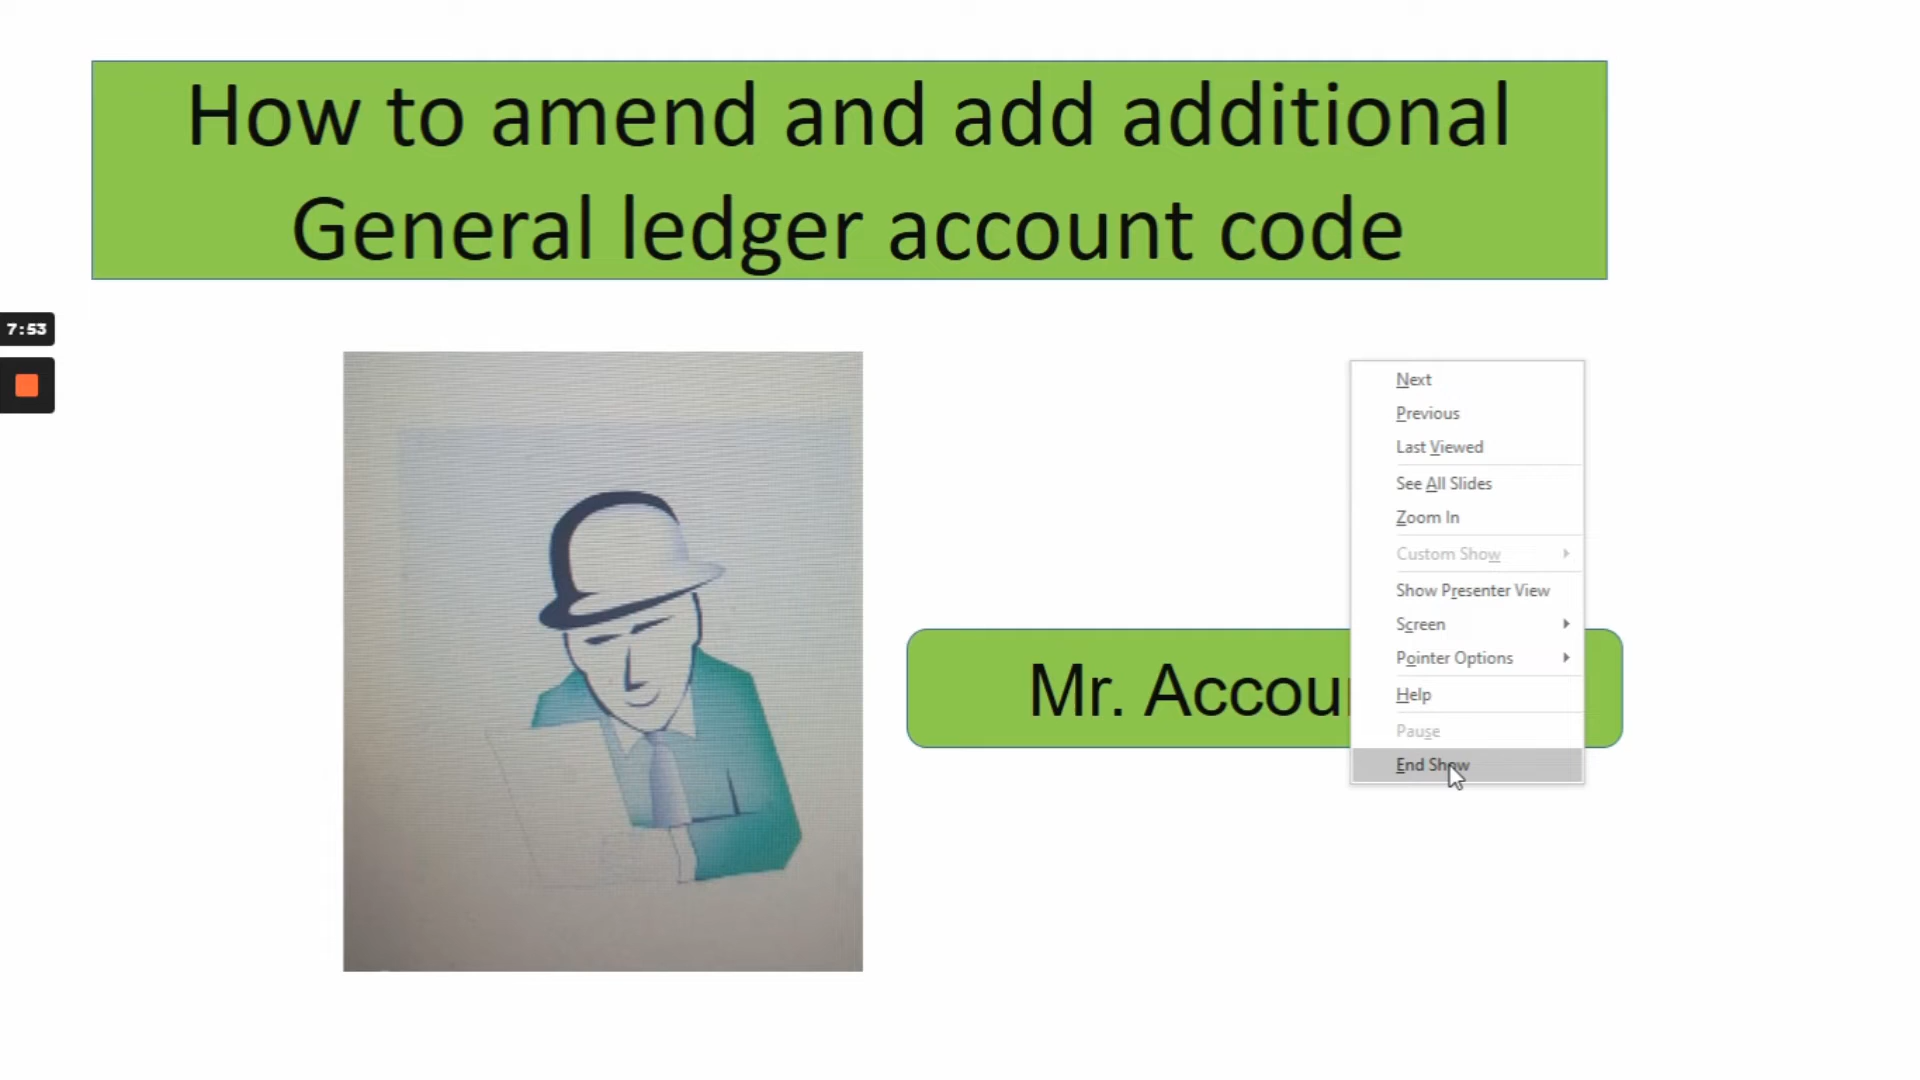 How to amend and add additional
General ledger account code
7:53
Next
Previous
Last Viewed
See All Slides
Zoom In
Custom Show
Show Presenter View
Screen
Pointer Options
Mr.
Help
Pause
End Show